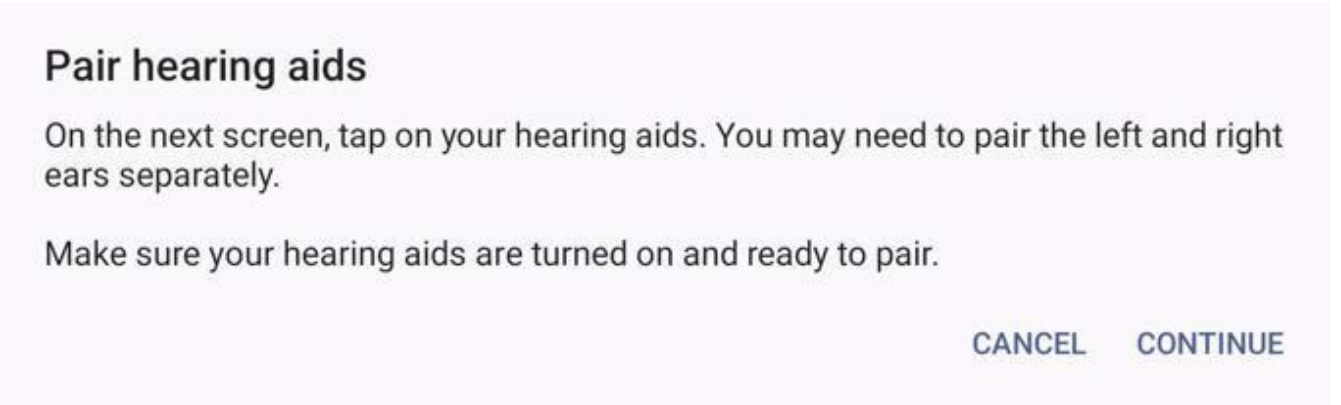 Pair hearing aids
On the next screen, tap on your hearing aids. You may need to pair the left and right
ears separately.
Make sure your hearing aids are turned on and ready to pair.
CANCEL CONTINUE